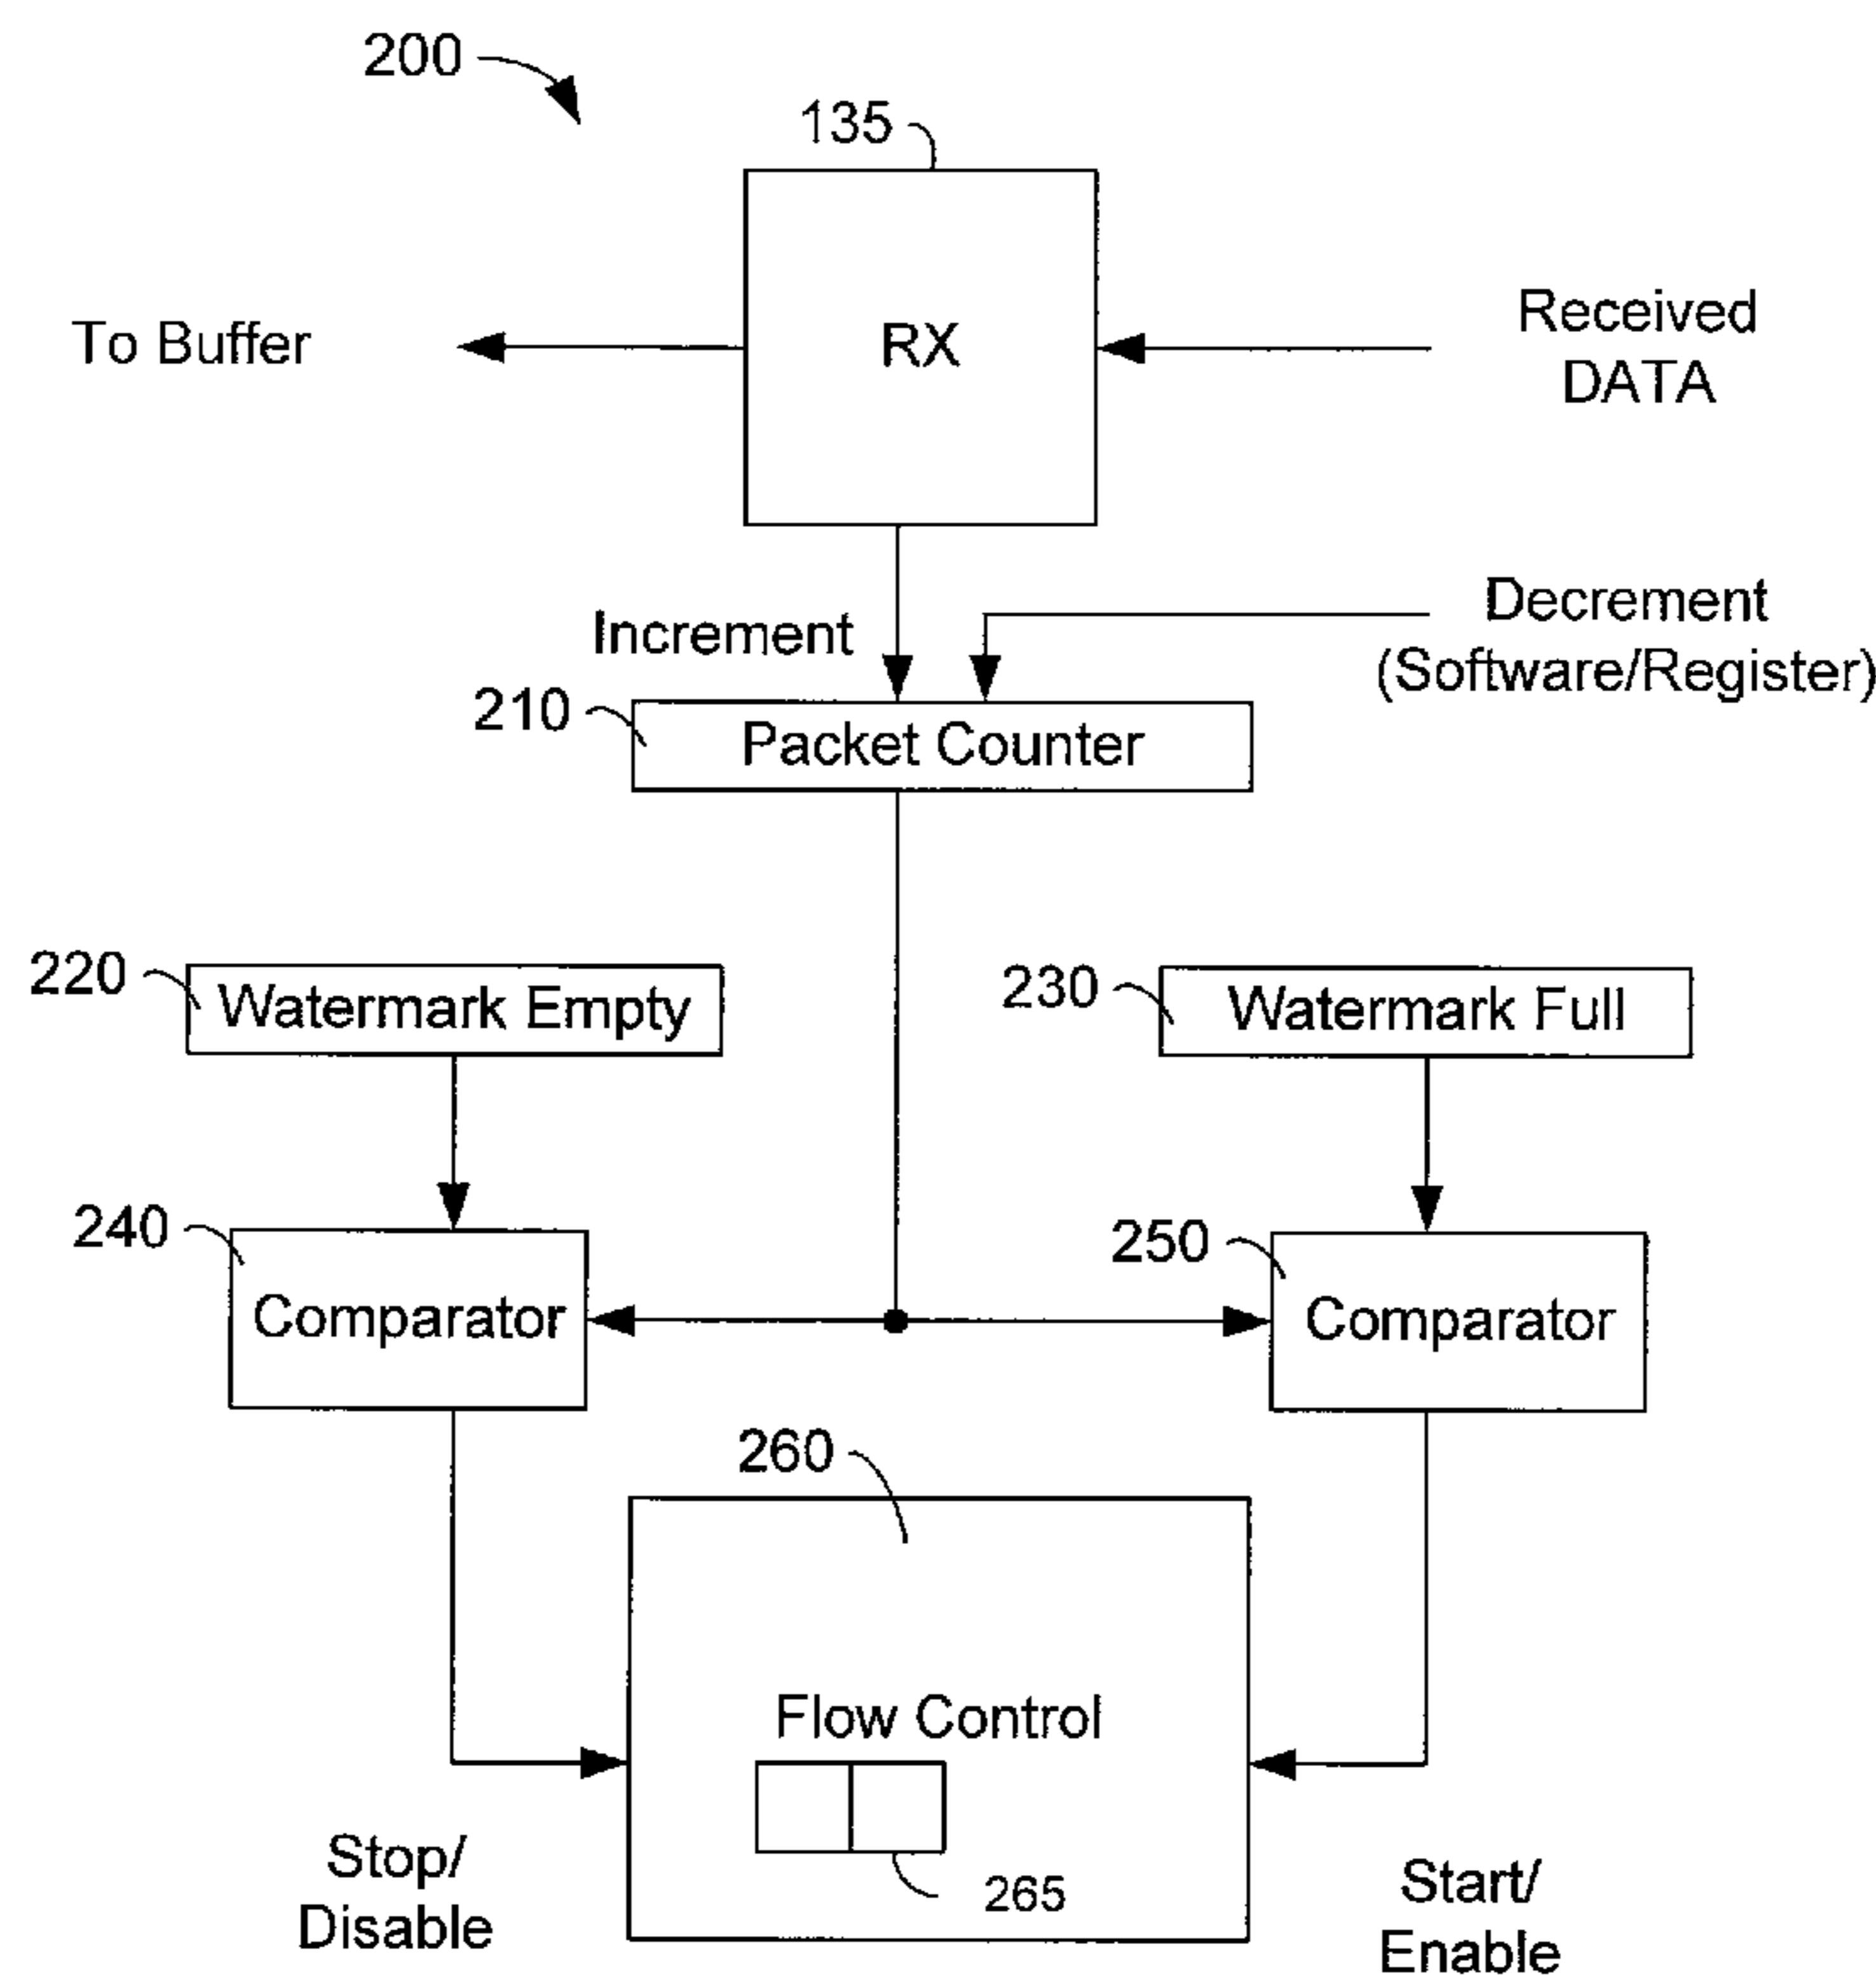 200
135
RX
To Buffer
Received
DATA
Increment
Decrement
(Software/Register)
210
Packet Counter
220
Watermark Empty
230
Watermark Full
240
Comparator
250
Comparator
260
Flow Control
265
Stop/
Disable
Start/
Enable